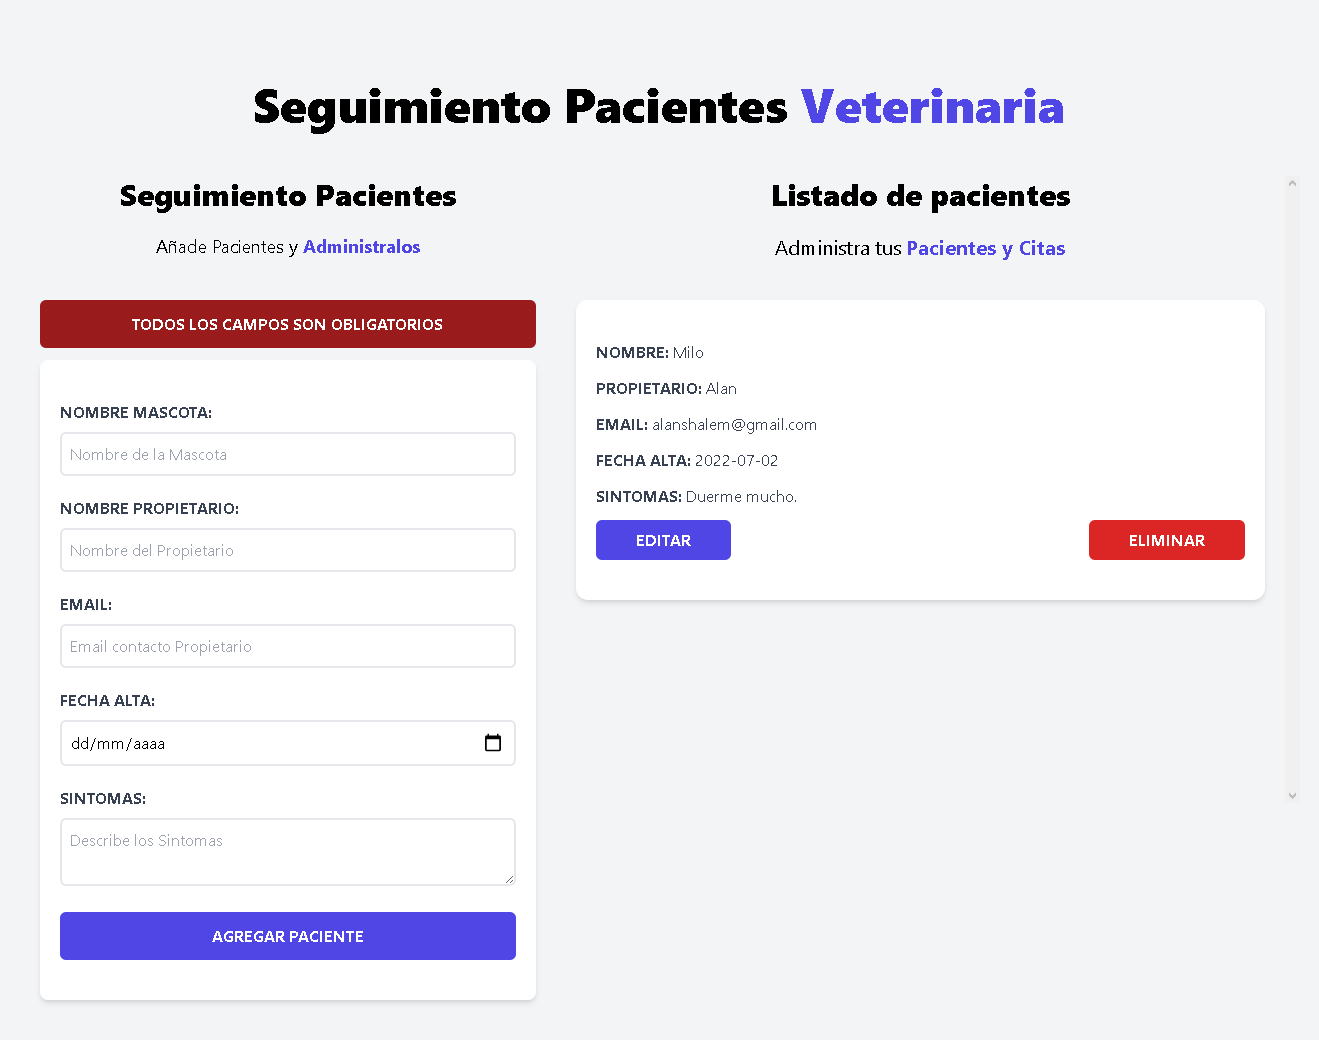 Seguimiento Pacientes Veterinaria
Seguimiento Pacientes
Añade Pacientes y Administralos
TODOS LOS CAMPOS SON OBLIGATORIOS
NOMBRE MASCOTA:
Nombre de la Mascota
NOMBRE PROPIETARIO:
Nombre del Propietario
EMAIL:
Email contacto Propietario
FECHA ALTA:
dd/mm/aaaa
SINTOMAS:
Describe los Sintomas
AGREGAR PACIENTE
Listado de pacientes
Administra tus Pacientes y Citas
NOMBRE: Milo
PROPIETARIO: Alan
EMAIL: alanshalem@gmail.com
FECHA ALTA: 2022-07-02
SINTOMAS: Duerme mucho.
EDITAR
ELIMINAR